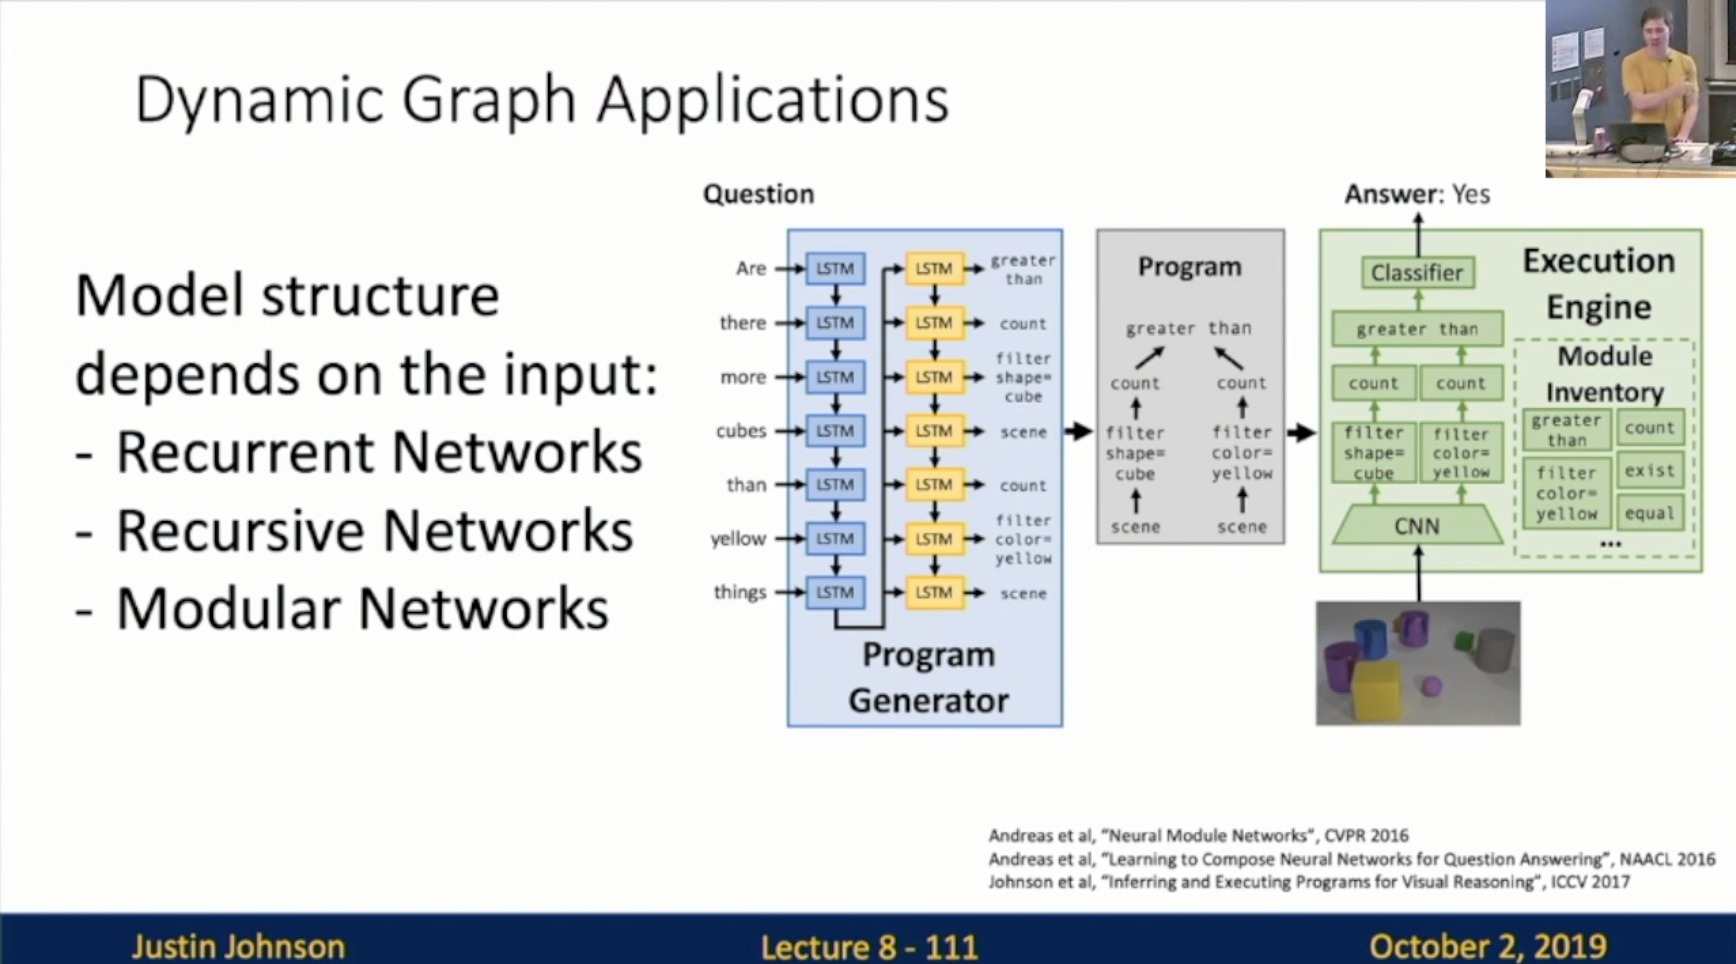 Dynamic Graph Applications
Model structure
depends on the input:
- Recurrent Networks
- Recursive Networks
- Modular Networks
Question
Are
there
more
cubes
than
yellow
things
LSTM
LSTM
LSTM
LSTM
LSTM
LSTM
LSTM
LSTM
LSTM
LSTM
LSTM
LSTM
LSTM
LSTM
greater
than
count
filter
shape=
cube
scene
count
filter
color=
yellow
scene
Program
Generator
Program
greater than
count count
filter filter
shape= color=
cube yellow
scene scene
Answer: Yes
Execution
Engine
Classifier
greater than
count count
filter filter
shape= color=
cube yellow
CNN
Module
Inventory
greater
than
count
filter
color=
yellow
exist
equal
...
Andreas et al, "Neural Module Networks", CVPR 2016
Andreas et al, "Learning to Compose Neural Networks for Question Answering", NAACL 2016
Johnson et al, "Inferring and Executing Programs for Visual Reasoning", ICCV 2017
Justin Johnson
Lecture 8 - 111
October 2, 2019